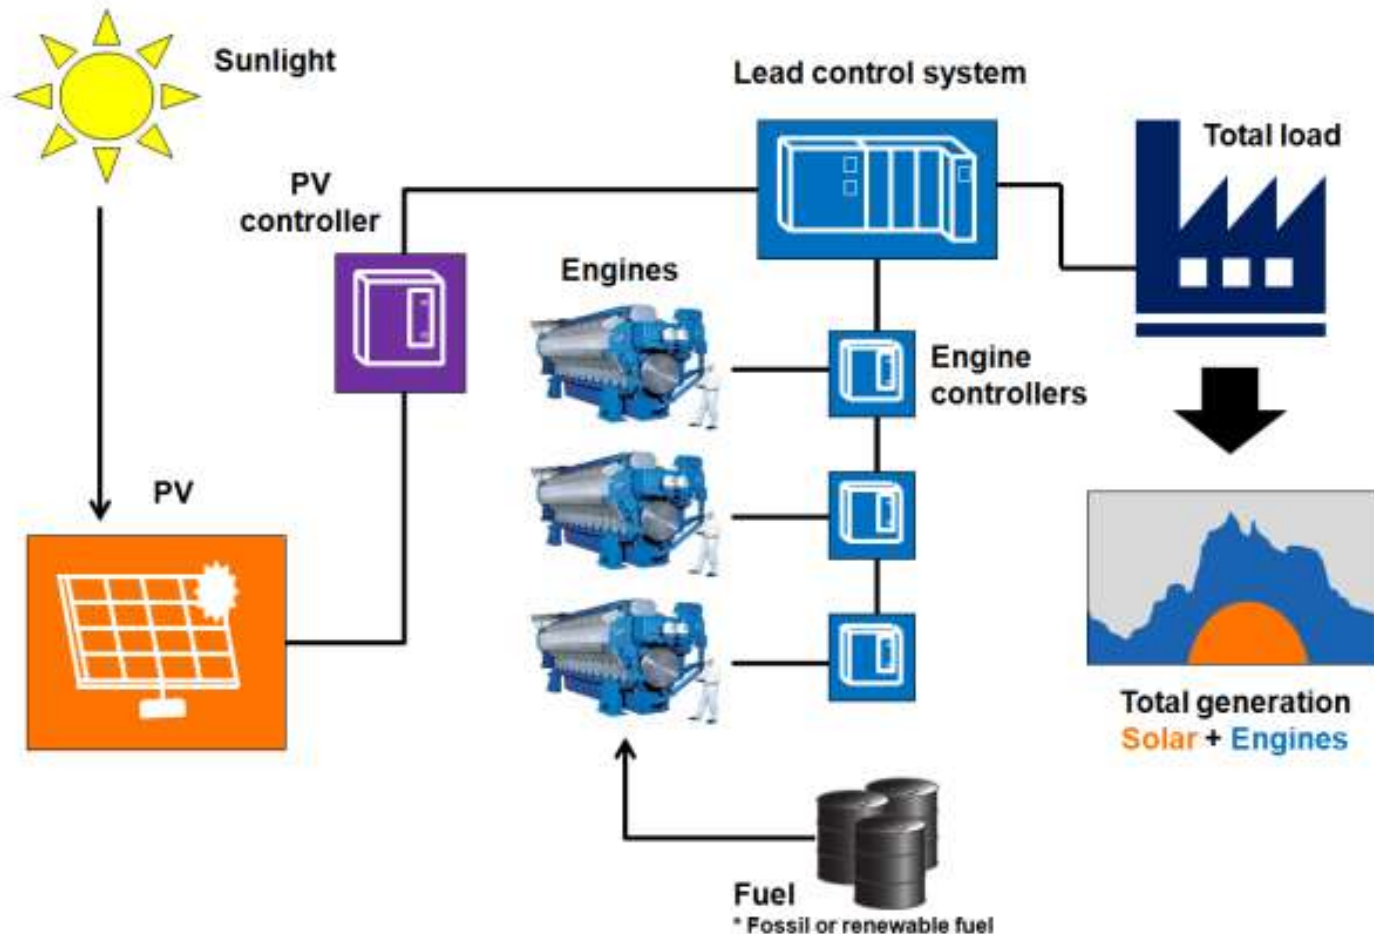 Sunlight
Lead control system
Total load
PV
controller
Engines
Engine
controllers
PV
Total generation
Solar + Engines
Fuel
* Fossil or renewable fuel